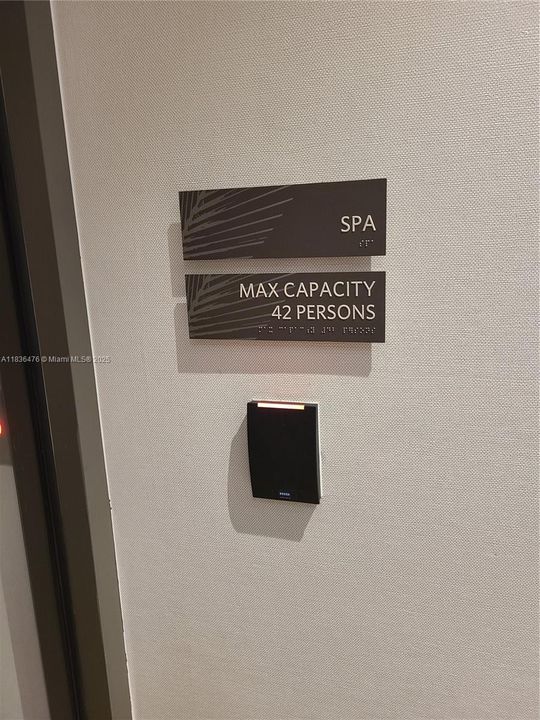 SPA
⠎⠏⠁
MAX CAPACITY
42 PERSONS
A11836476 © Miami MLS® 2025